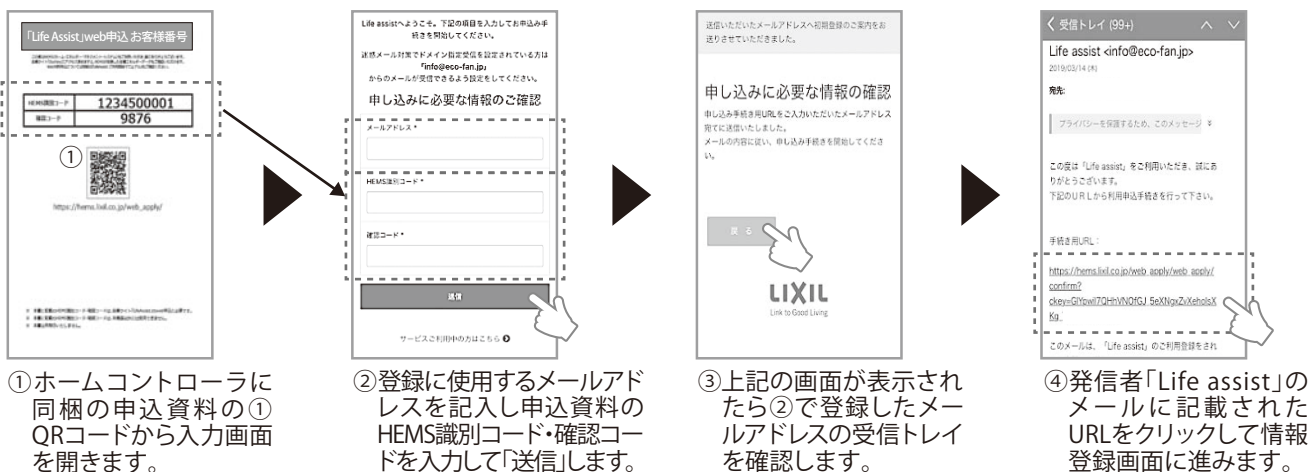 「Life Assist」web申込 お客様番号
HEMS識別コード 1234500001
確認コード 9876
①
https://hems.lixil.co.jp/web_apply/
Life assistへようこそ。下記の項目を入力してお申込み手
続きを開始してください。
迷惑メール対策でドメイン指定受信を設定されている方は
「info@eco-fan.jp」
からのメールが受信できるよう設定をしてください。
申し込みに必要な情報のご確認
メールアドレス *
HEMS識別コード *
確認コード *
送信
サービスご利用中の方はこちら
送信いただいたメールアドレスへ初期登録のご案内をお
送りさせていただきました。
申し込みに必要な情報の確認
申し込み手続き用URLをご入力いただいたメールアドレス
宛てに送信いたしました。
メールの内容に従い、申し込み手続きを開始してくださ
い。
戻る
LIXIL
Link to Good Living
受信トレイ (99+)
Life assist <info@eco-fan.jp>
2019/03/14 (木)
宛先:
プライバシーを保護するため、このメッセージ
この度は「Life assist」をご利用いただき、誠にあ
りがとうございます。
下記のURLから利用申込手続きを行って下さい。
手続き用URL:
https://hems.lixil.co.jp/web_apply/web_apply/
confirm?
ckey=GlYpwII7QHhVNOfGJ_5eXNgxZvXeholsX
Kg_
このメールは、「Life assist」のご利用登録をされ
①ホームコントローラに
同梱の申込資料の①
QRコードから入力画面
を開きます。
②登録に使用するメールアド
レスを記入し申込資料の
HEMS識別コード・確認コー
ドを入力して「送信」します。
③上記の画面が表示され
たら②で登録したメー
ルアドレスの受信トレイ
を確認します。
④発信者「Life assist」の
メールに記載された
URLをクリックして情報
登録画面に進みます。